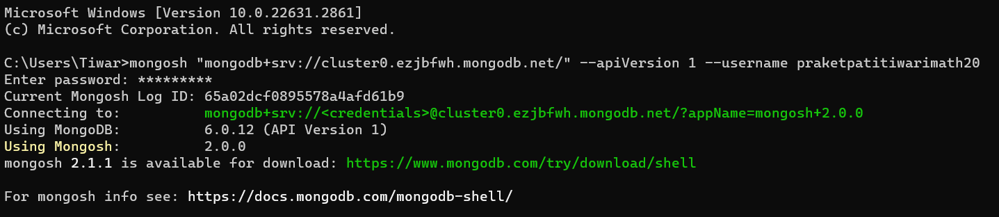 Microsoft Windows [Version 10.0.22631.2861]
(c) Microsoft Corporation. All rights reserved.
C:\Users\Tiwar>mongosh "mongodb+srv://cluster0.ezjbfwh.mongodb.net/" --apiVersion 1 --username praketpatitiwarimath20
Enter password: *********
Current Mongosh Log ID: 65a02dcf0895578a4afd61b9
Connecting to: mongodb+srv://<credentials>@cluster0.ezjbfwh.mongodb.net/?appName=mongosh+2.0.0
Using MongoDB: 6.0.12 (API Version 1)
Using Mongosh: 2.0.0
mongosh 2.1.1 is available for download: https://www.mongodb.com/try/download/shell
For mongosh info see: https://docs.mongodb.com/mongodb-shell/